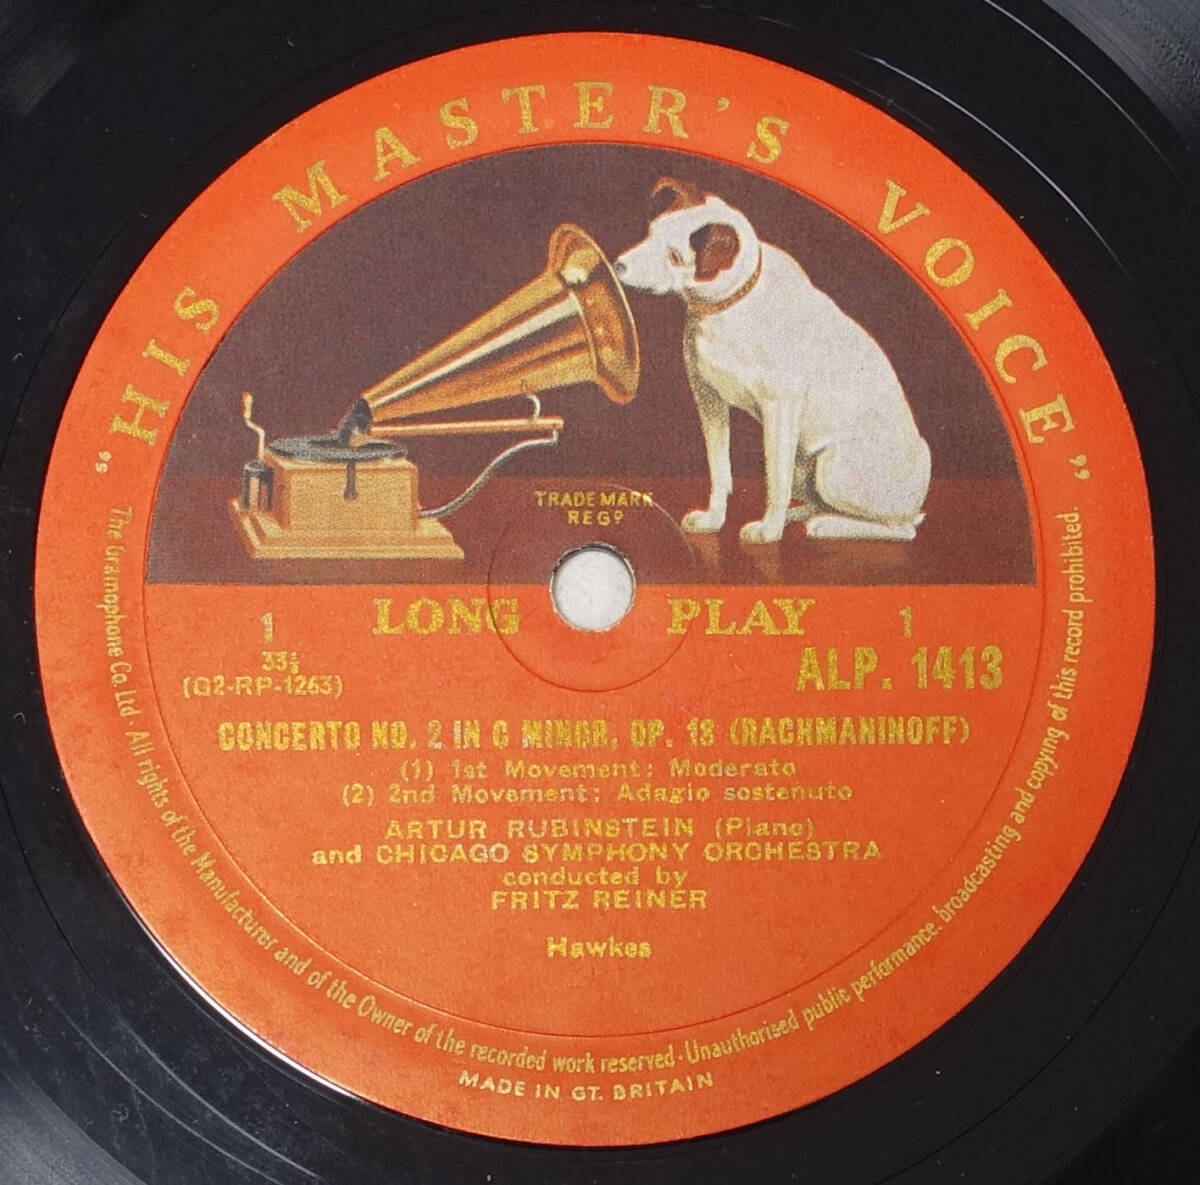 "HIS MASTER'S VOICE"
TRADE MARK
REGD
LONG PLAY
1 1
33⅓
ALP. 1413
(G2-RP-1263)
CONCERTO NO. 2 IN C MINOR, OP. 18 (RACHMANINOFF)
(1) 1st Movement: Moderato
(2) 2nd Movement: Adagio sostenuto
ARTUR RUBINSTEIN (Piano)
and CHICAGO SYMPHONY ORCHESTRA
conducted by
FRITZ REINER
Hawkes
The Gramophone Co. Ltd · All rights of the Manufacturer and of the Owner of the recorded work reserved · Unauthorised public performance, broadcasting and copying of this record prohibited.
MADE IN GT. BRITAIN